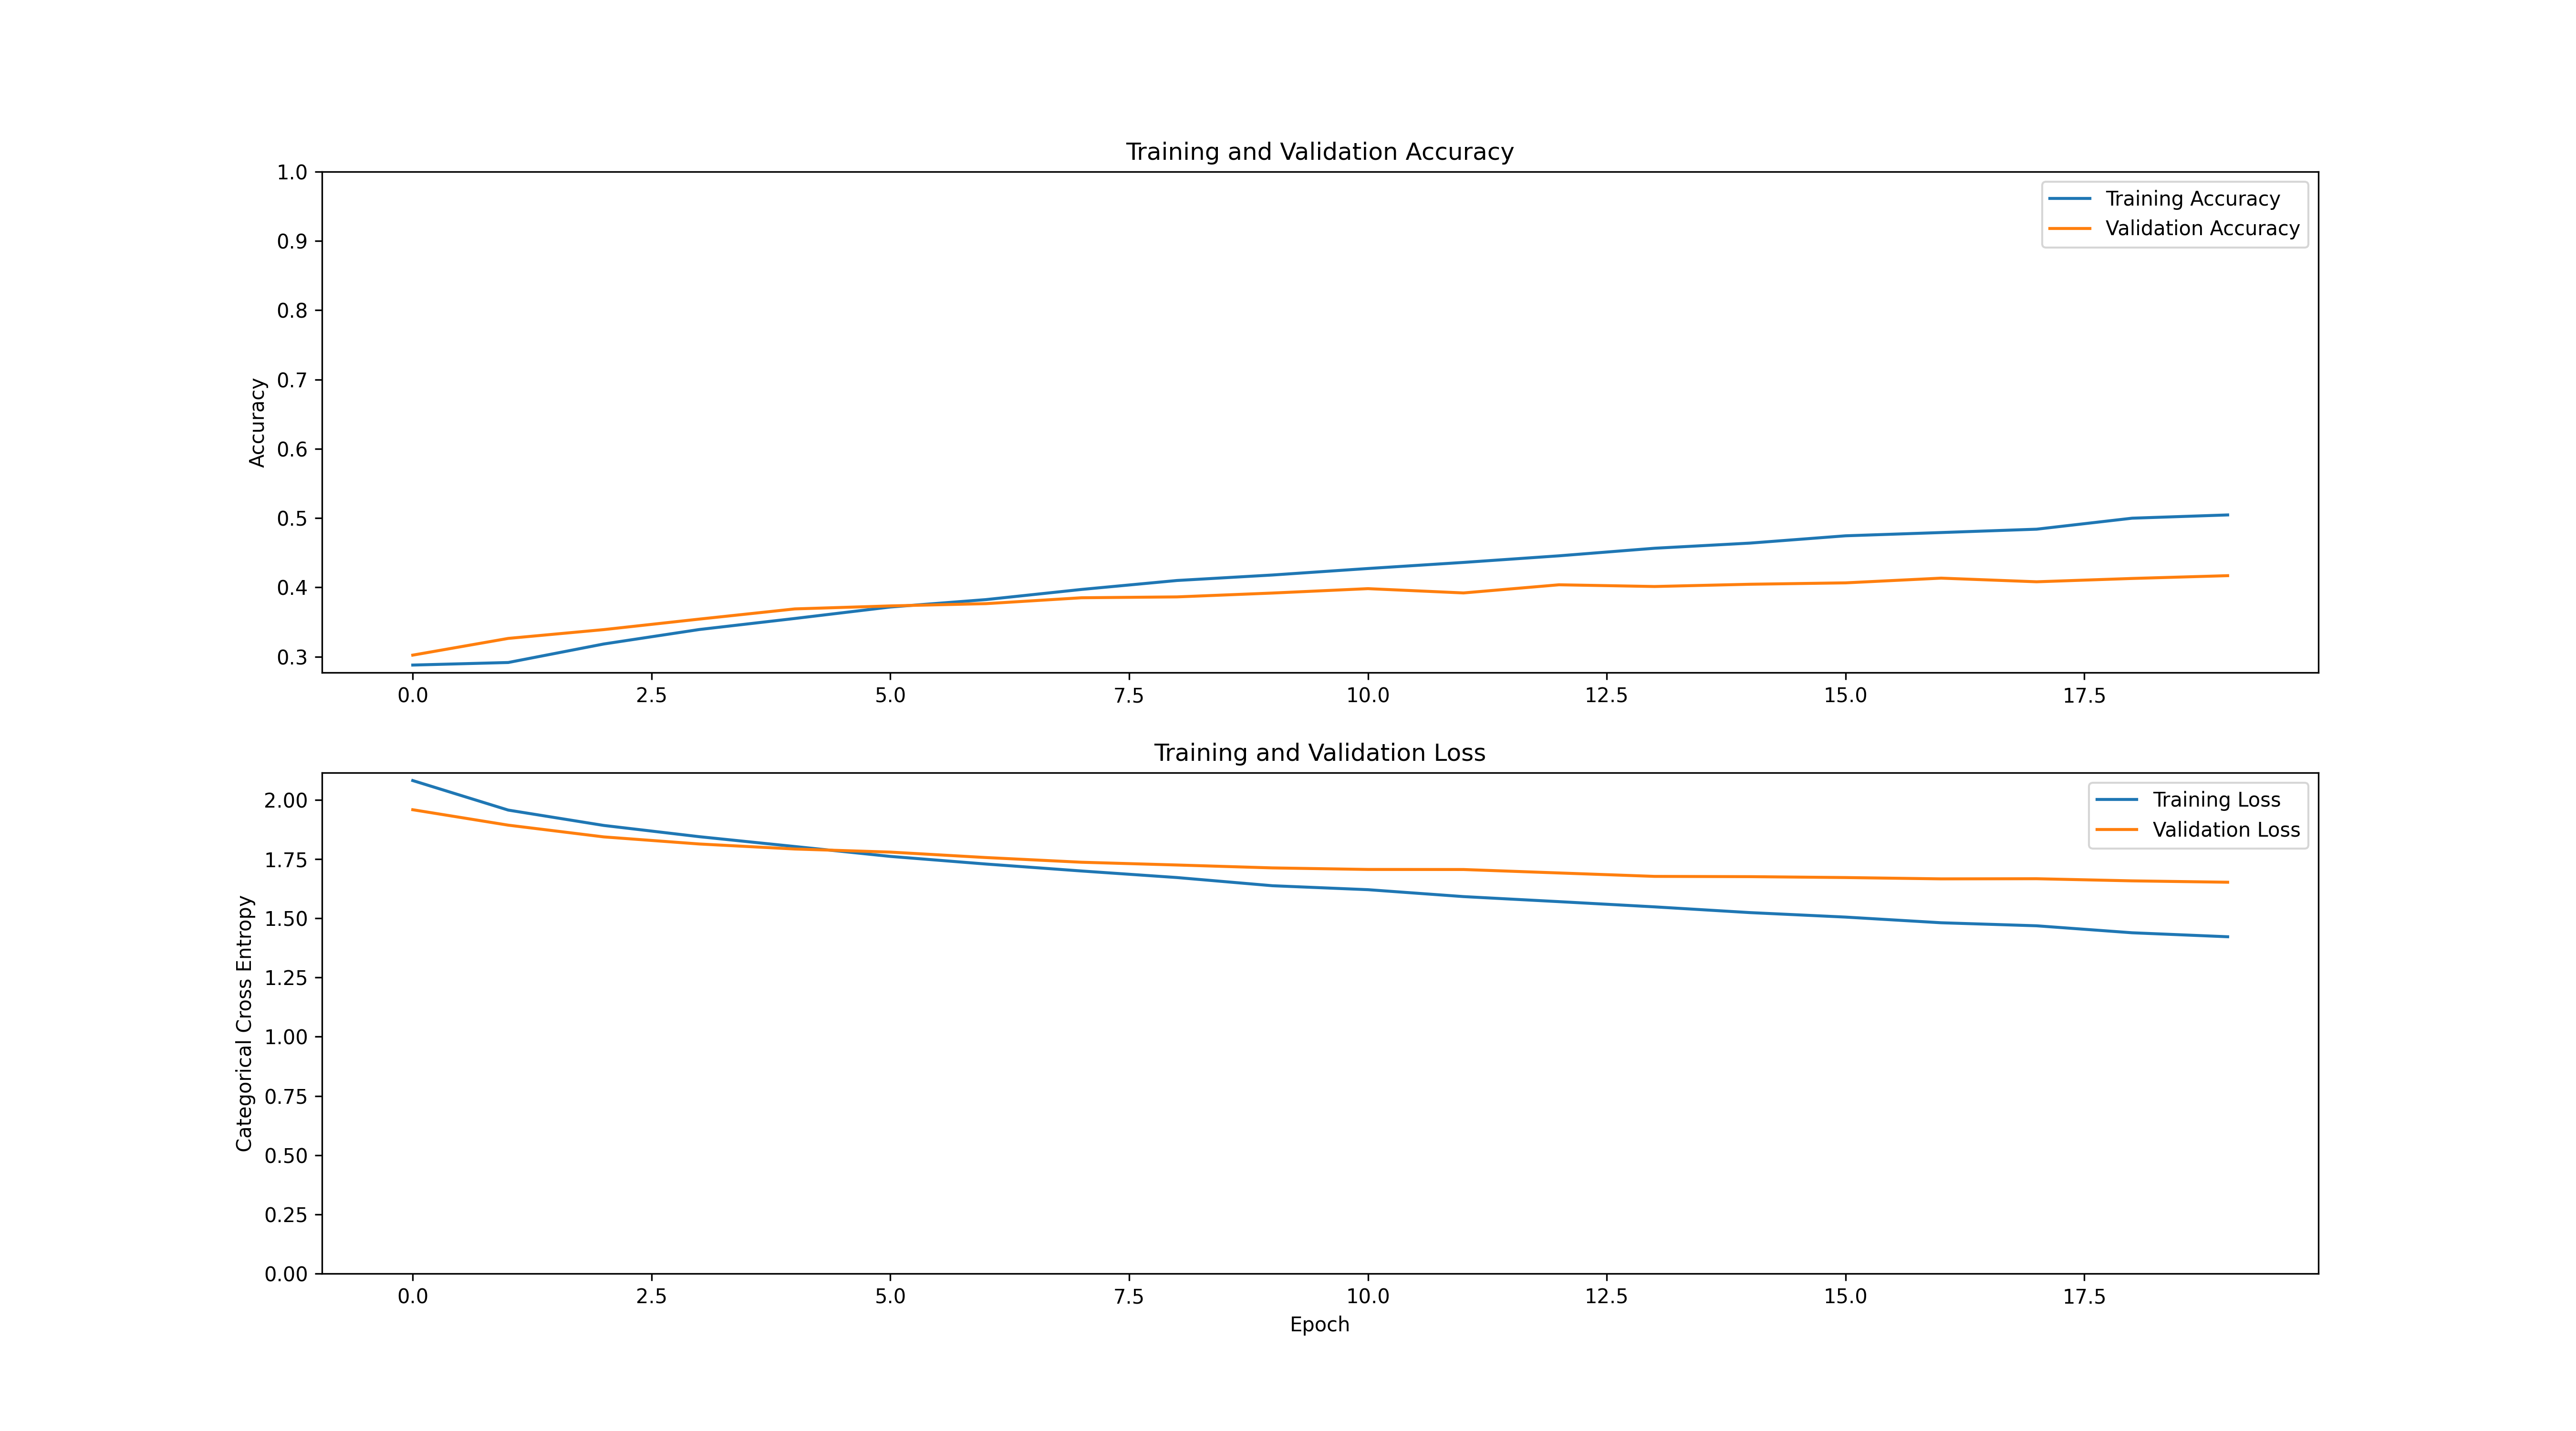 Training and Validation Accuracy
1.0
0.9
0.8
0.7
0.6
0.5
0.4
0.3
Accuracy
Training Accuracy
Validation Accuracy
0.0 2.5 5.0 7.5 10.0 12.5 15.0 17.5
Training and Validation Loss
2.00
1.75
1.50
1.25
1.00
0.75
0.50
0.25
0.00
Categorical Cross Entropy
Training Loss
Validation Loss
0.0 2.5 5.0 7.5 10.0 12.5 15.0 17.5
Epoch